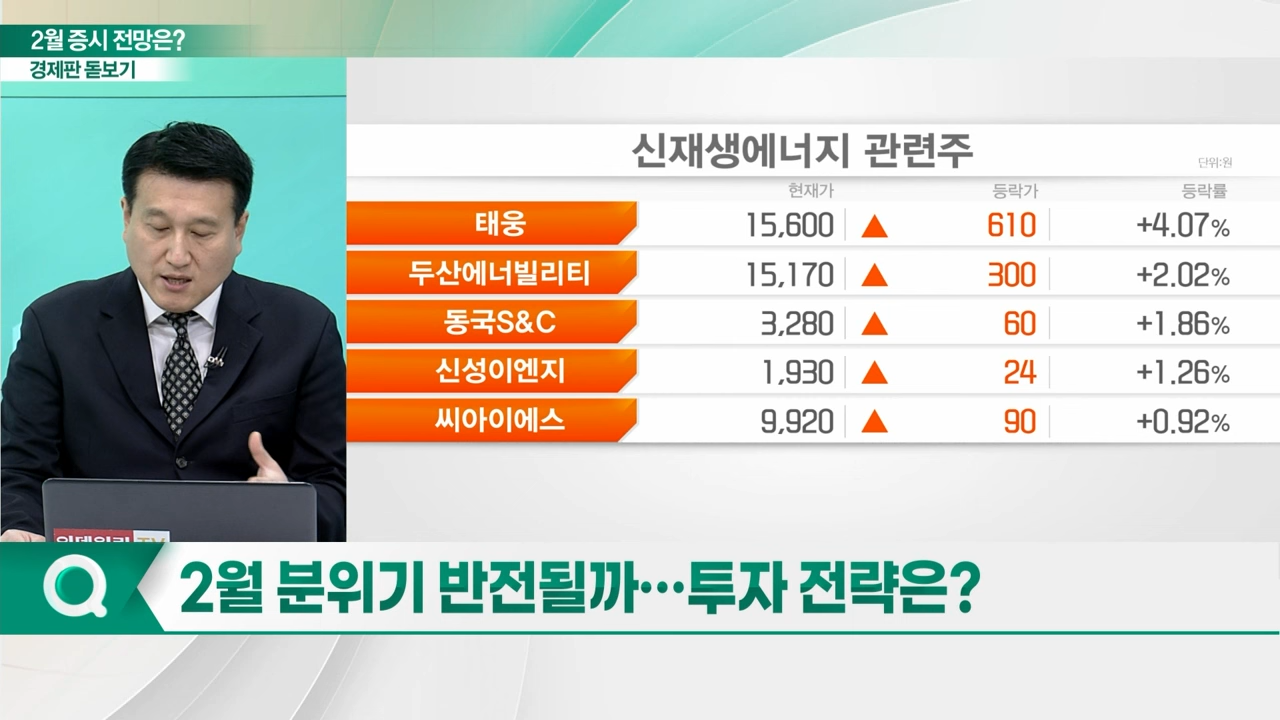 2월 증시 전망은?
경제판 돋보기
신재생에너지 관련주
단위:원
현재가 등락가 등락률
태웅 15,600 ▲ 610 +4.07%
두산에너빌리티 15,170 ▲ 300 +2.02%
동국S&C 3,280 ▲ 60 +1.86%
신성이엔지 1,930 ▲ 24 +1.26%
씨아이에스 9,920 ▲ 90 +0.92%
TV
2월 분위기 반전될까…투자 전략은?